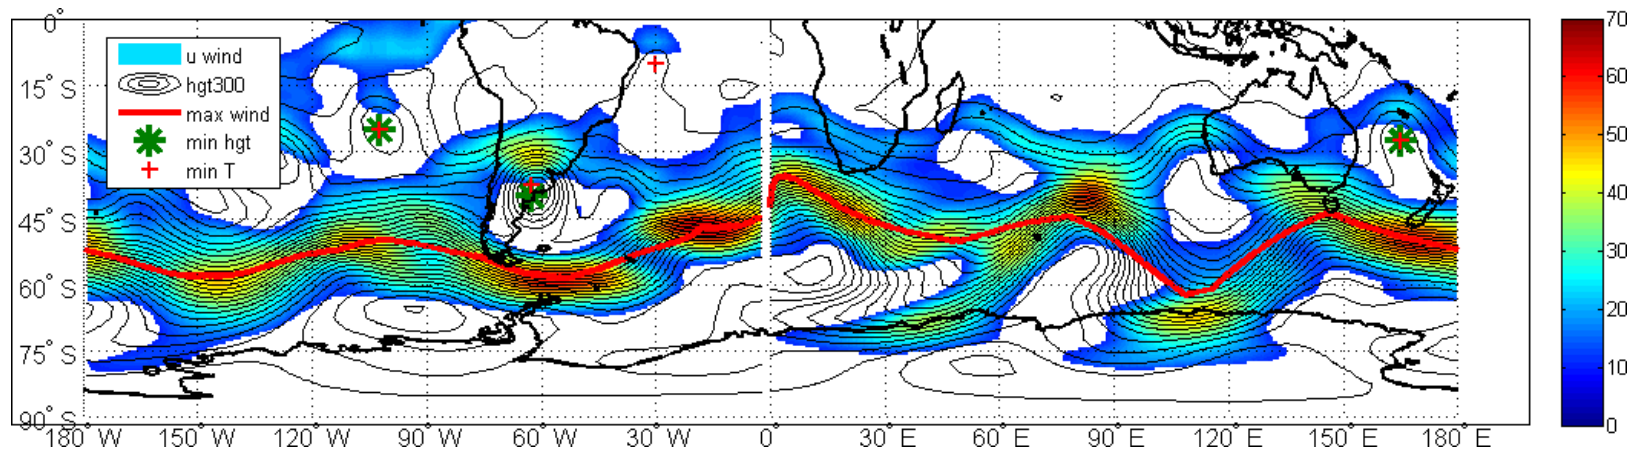 0° 70
u wind
hgt300
max wind
min hgt
min T
60
15° S
50
30° S
40
45° S
30
60° S
20
75° S
10
90° S
0
180° W 150° W 120° W 90° W 60° W 30° W 0° 30° E 60° E 90° E 120° E 150° E 180° E